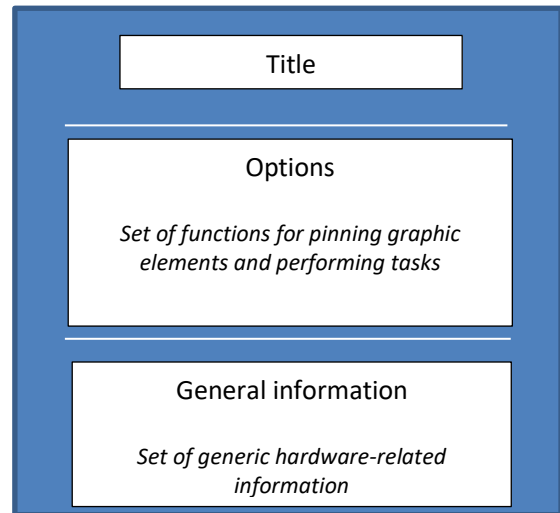 Title
Options
Set of functions for pinning graphic
elements and performing tasks
General information
Set of generic hardware-related
information